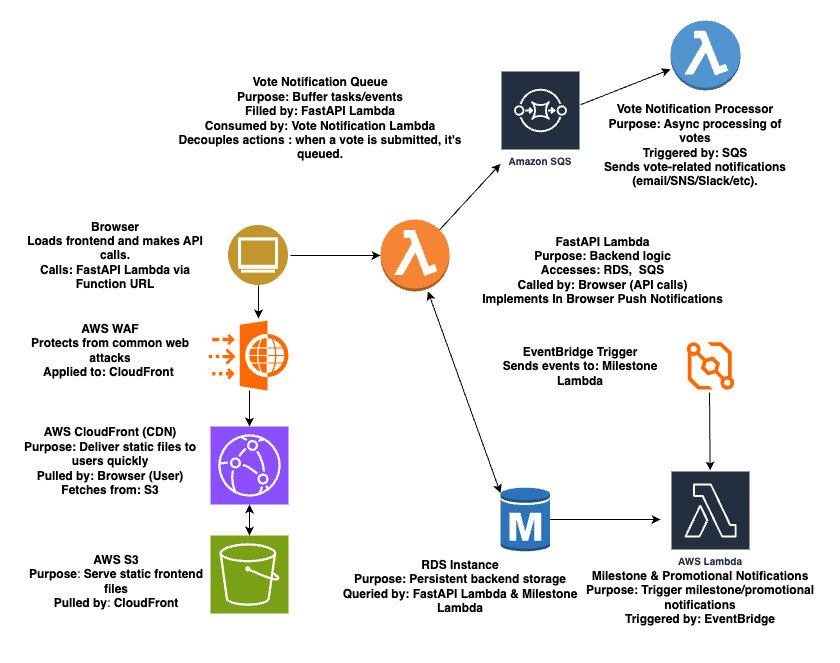 Vote Notification Queue
Purpose: Buffer tasks/events
Filled by: FastAPI Lambda
Consumed by: Vote Notification Lambda
Decouples actions : when a vote is submitted, it's
queued.
Amazon SQS
Vote Notification Processor
Purpose: Async processing of
votes
Triggered by: SQS
Sends vote-related notifications
(email/SNS/Slack/etc).
Browser
Loads frontend and makes API
calls.
Calls: FastAPI Lambda via
Function URL
FastAPI Lambda
Purpose: Backend logic
Accesses: RDS, SQS
Called by: Browser (API calls)
Implements In Browser Push Notifications
AWS WAF
Protects from common web
attacks
Applied to: CloudFront
EventBridge Trigger
Sends events to: Milestone
Lambda
AWS CloudFront (CDN)
Purpose: Deliver static files to
users quickly
Pulled by: Browser (User)
Fetches from: S3
M
AWS S3
Purpose: Serve static frontend
files
Pulled by: CloudFront
RDS Instance
Purpose: Persistent backend storage
Queried by: FastAPI Lambda & Milestone
Lambda
AWS Lambda
Milestone & Promotional Notifications
Purpose: Trigger milestone/promotional
notifications
Triggered by: EventBridge